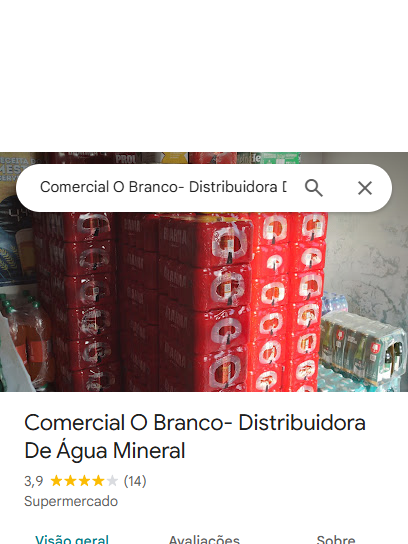 Comercial O Branco- Distribuidora D
Comercial O Branco- Distribuidora
De Água Mineral
3,9 (14)
Supermercado
Visão geral Avaliações Sobre